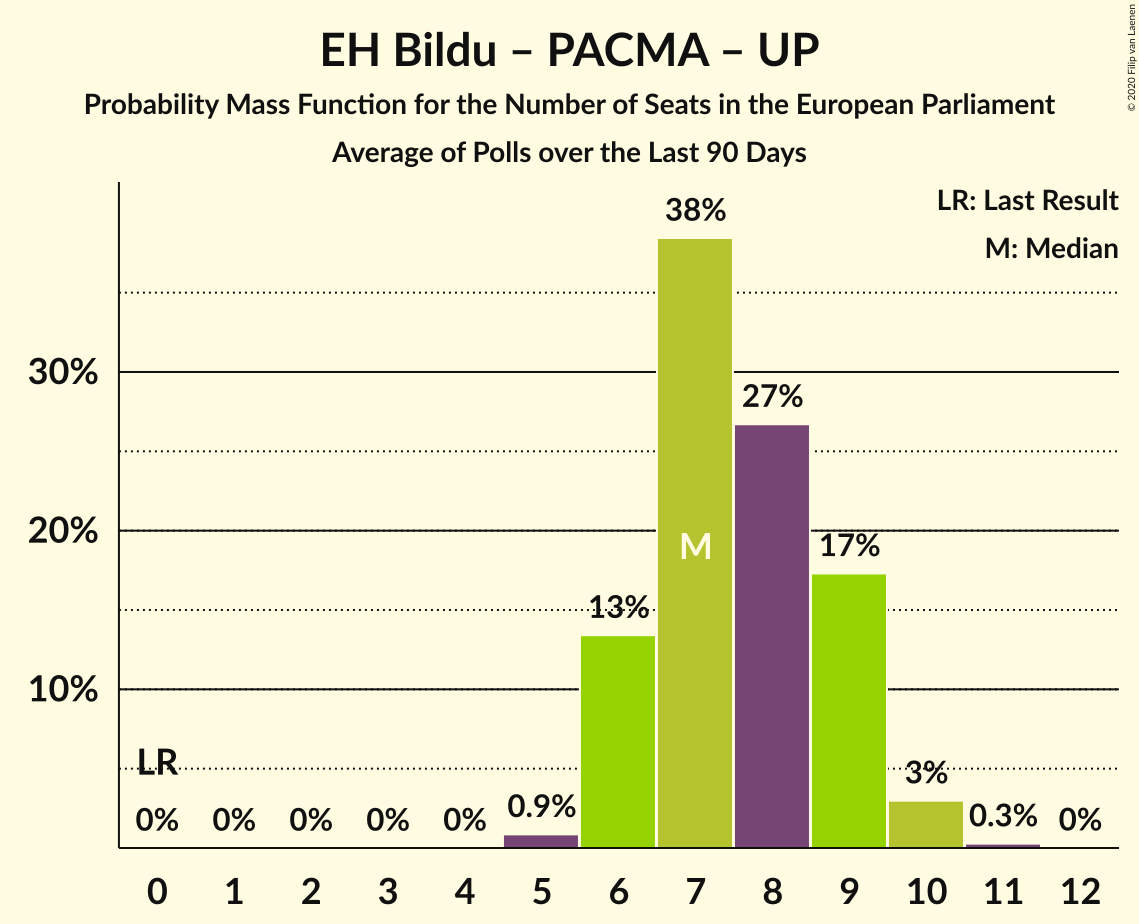 EH Bildu – PACMA – UP
Probability Mass Function for the Number of Seats in the European Parliament
Average of Polls over the Last 90 Days
© 2020 Filip van Laenen
LR: Last Result
M: Median
38%
30%
27%
20%
17%
M
13%
10%
LR
3%
0% 0% 0% 0% 0% 0.9% 0.3% 0%
0 1 2 3 4 5 6 7 8 9 10 11 12